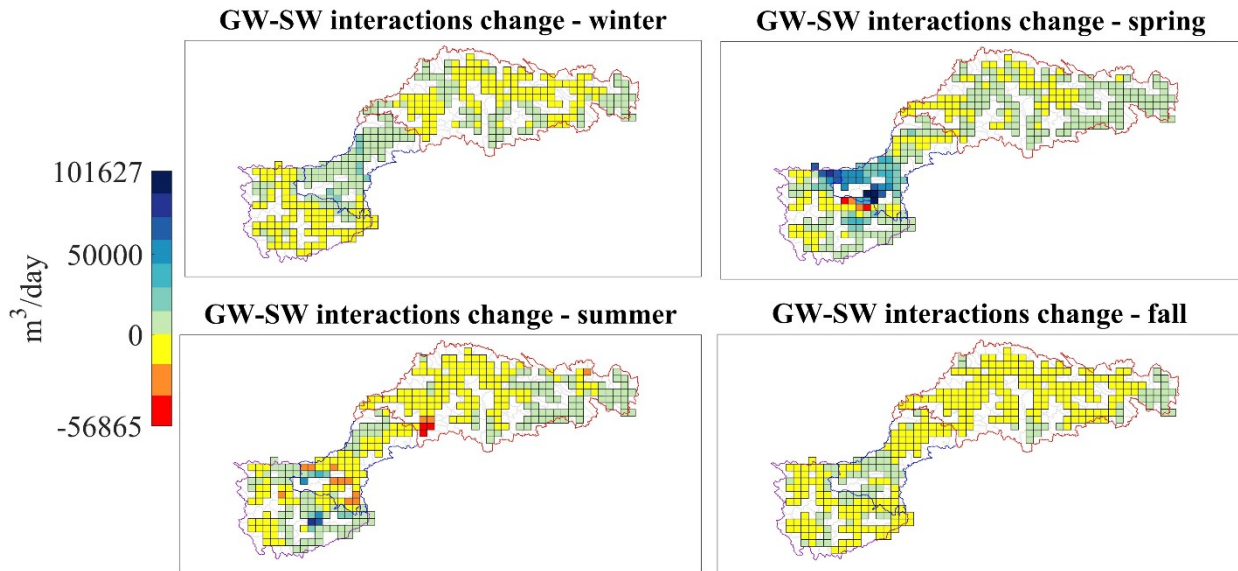 GW-SW interactions change - winter
GW-SW interactions change - spring
101627
50000
0
-56865
m³/day
GW-SW interactions change - summer
GW-SW interactions change - fall